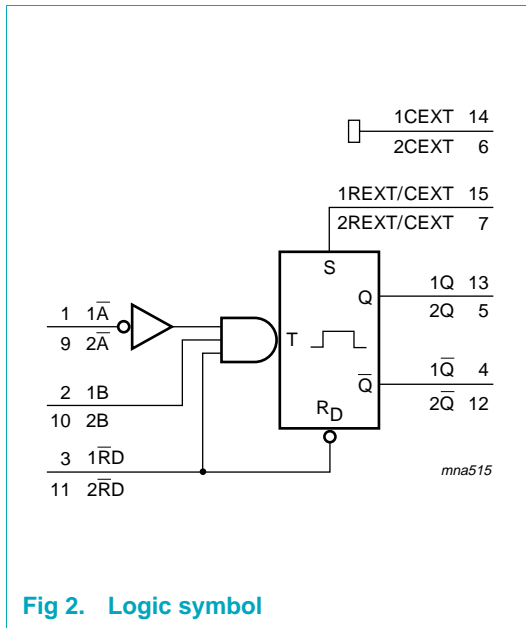 1CEXT 14
2CEXT 6
1REXT/CEXT 15
2REXT/CEXT 7
S
1 1A̅
9 2A̅
T
Q
1Q 13
2Q 5
2 1B
10 2B
Q̅
1Q̅ 4
2Q̅ 12
RD
3 1R̅D
11 2R̅D
mna515
Fig 2. Logic symbol